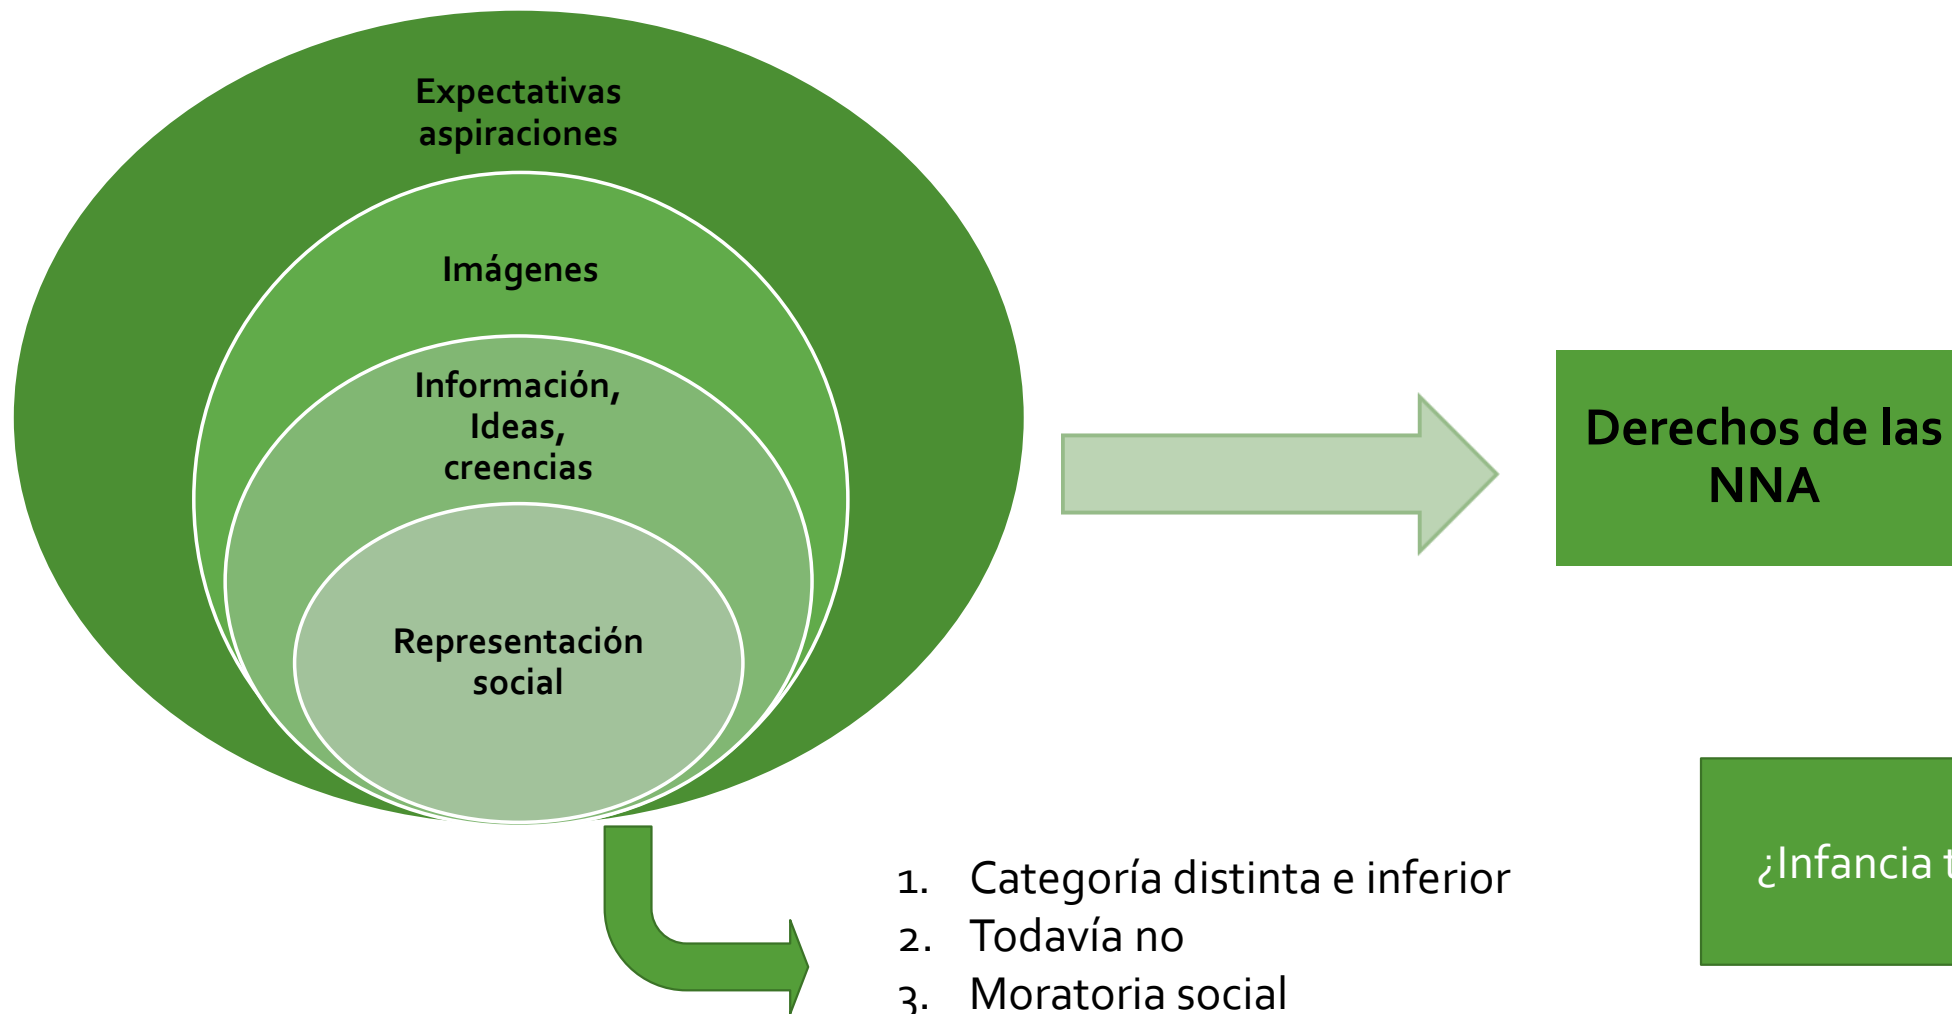 Expectativas
aspiraciones
Imágenes
Información,
Ideas,
creencias
Representación
social
Derechos de las
NNA
1. Categoría distinta e inferior
2. Todavía no
3. Moratoria social
¿Infancia t